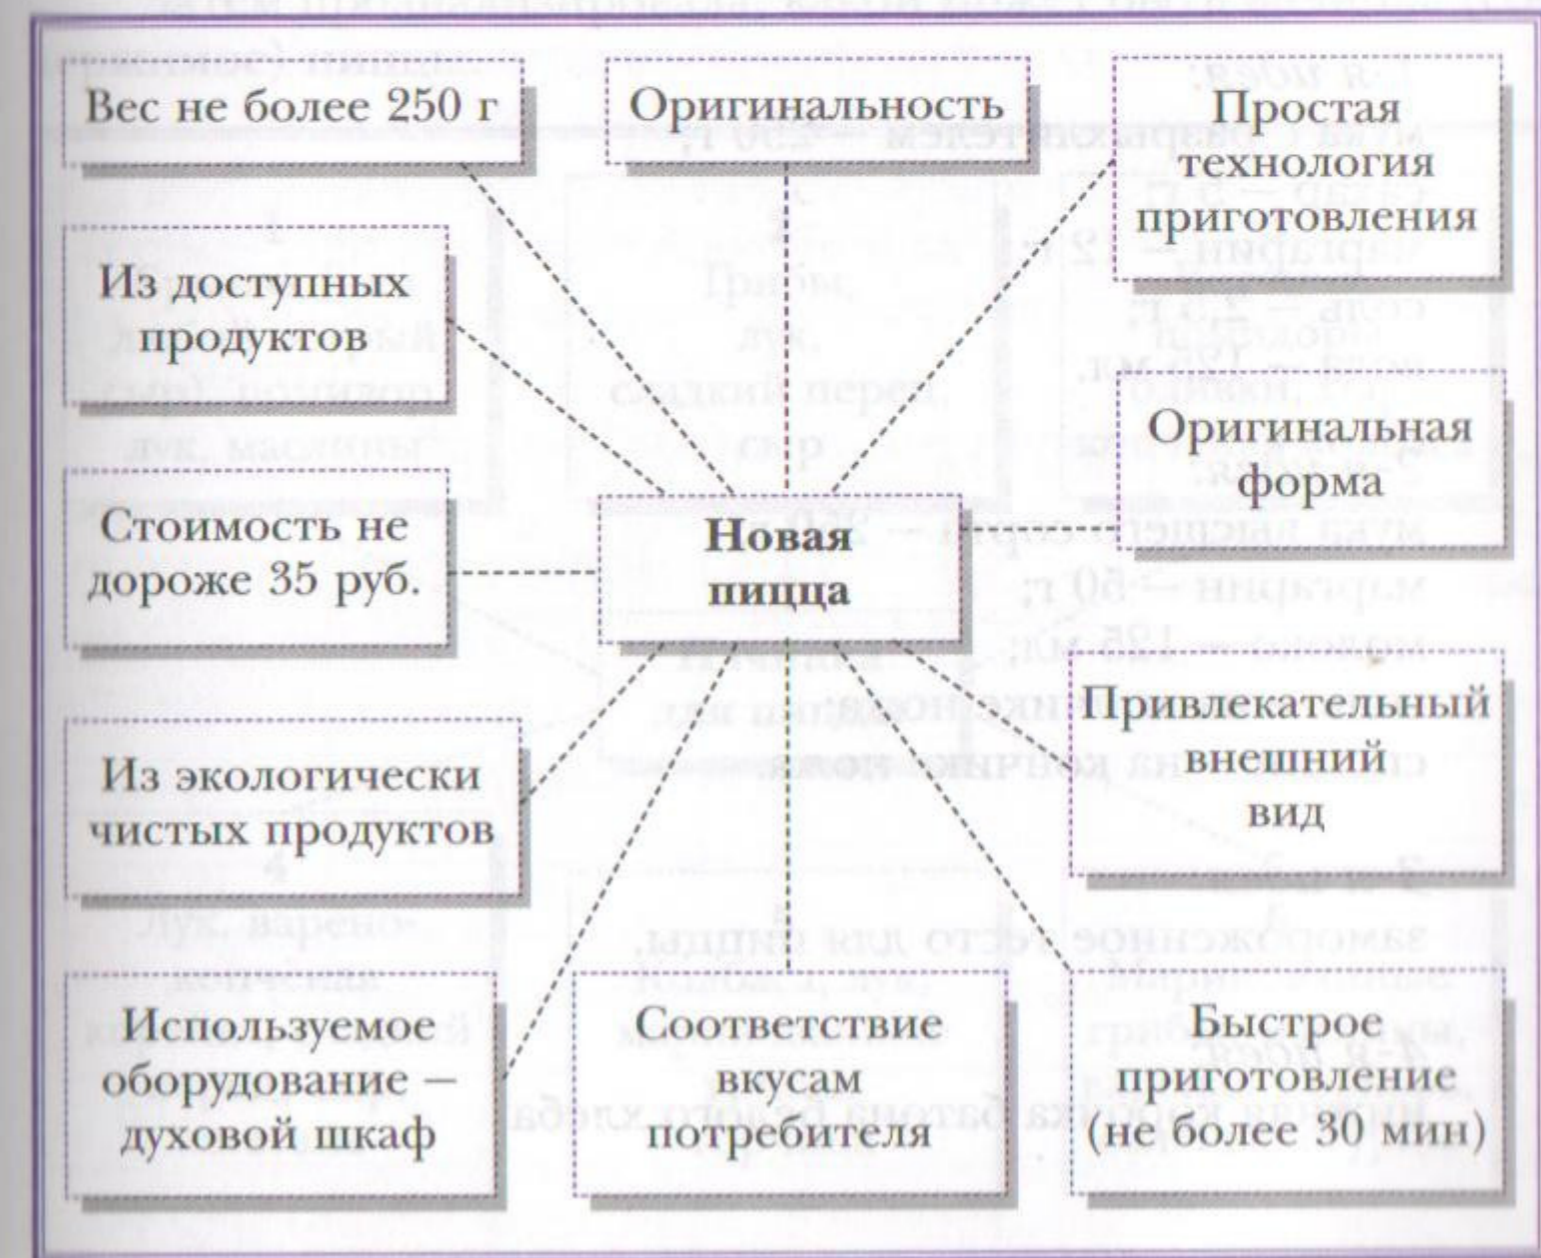 Вес не более 250 г
Оригинальность
Простая
технология
приготовления
Из доступных
продуктов
Оригинальная
форма
Стоимость не
дороже 35 руб.
Новая
пицца
Привлекательный
внешний
вид
Из экологически
чистых продуктов
Используемое
оборудование —
духовой шкаф
Соответствие
вкусам
потребителя
Быстрое
приготовление
(не более 30 мин)